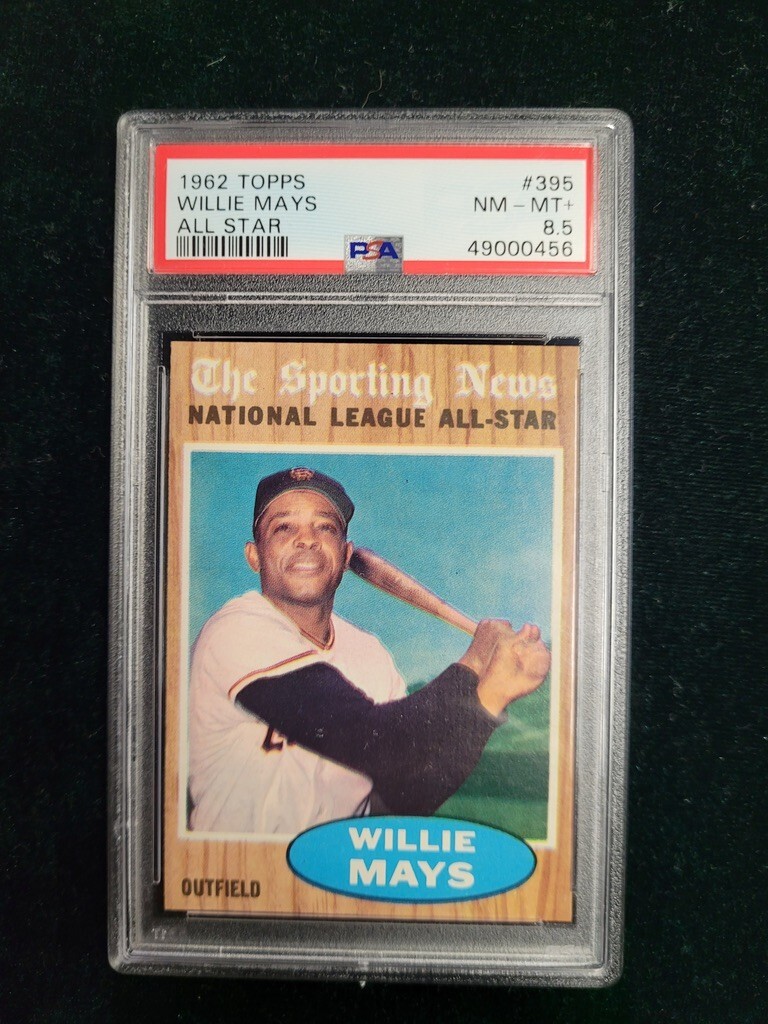 1962 TOPPS #395
WILLIE MAYS NM - MT+
ALL STAR 8.5
PSA 49000456
The Sporting News
NATIONAL LEAGUE ALL-STAR
SF
WILLIE
MAYS
OUTFIELD